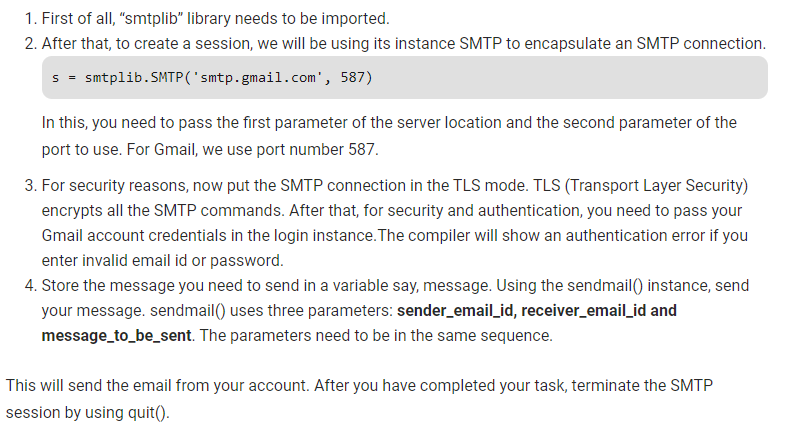 1. First of all, “smtplib” library needs to be imported.
2. After that, to create a session, we will be using its instance SMTP to encapsulate an SMTP connection.
s = smtplib.SMTP('smtp.gmail.com', 587)
In this, you need to pass the first parameter of the server location and the second parameter of the
port to use. For Gmail, we use port number 587.
3. For security reasons, now put the SMTP connection in the TLS mode. TLS (Transport Layer Security)
encrypts all the SMTP commands. After that, for security and authentication, you need to pass your
Gmail account credentials in the login instance.The compiler will show an authentication error if you
enter invalid email id or password.
4. Store the message you need to send in a variable say, message. Using the sendmail() instance, send
your message. sendmail() uses three parameters: sender_email_id, receiver_email_id and
message_to_be_sent. The parameters need to be in the same sequence.
This will send the email from your account. After you have completed your task, terminate the SMTP
session by using quit().